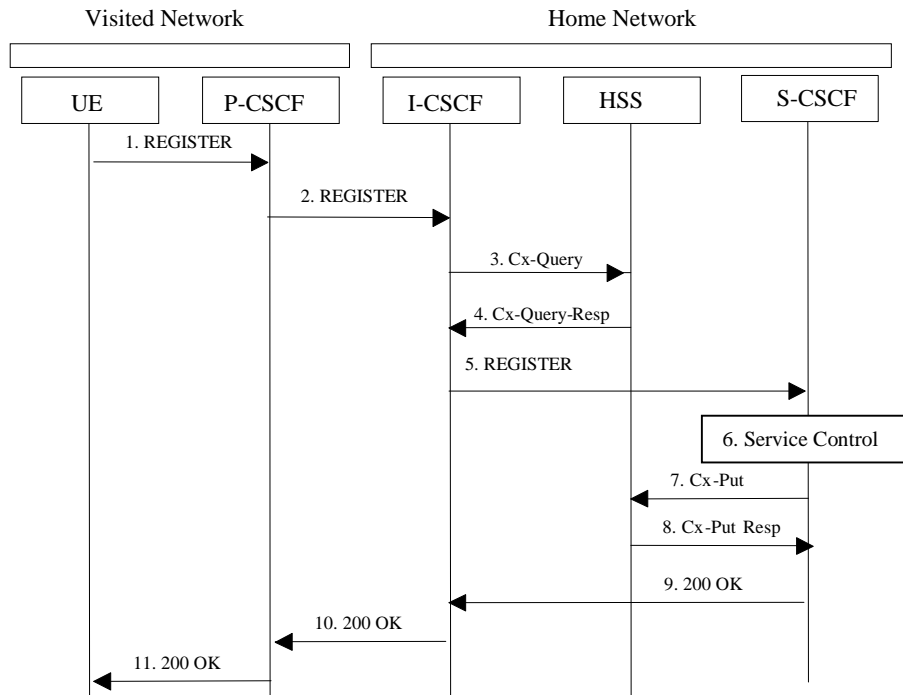 Visited Network
Home Network
UE
P-CSCF
I-CSCF
HSS
S-CSCF
1. REGISTER
2. REGISTER
3. Cx-Query
4. Cx-Query-Resp
5. REGISTER
6. Service Control
7. Cx-Put
8. Cx-Put Resp
9. 200 OK
10. 200 OK
11. 200 OK